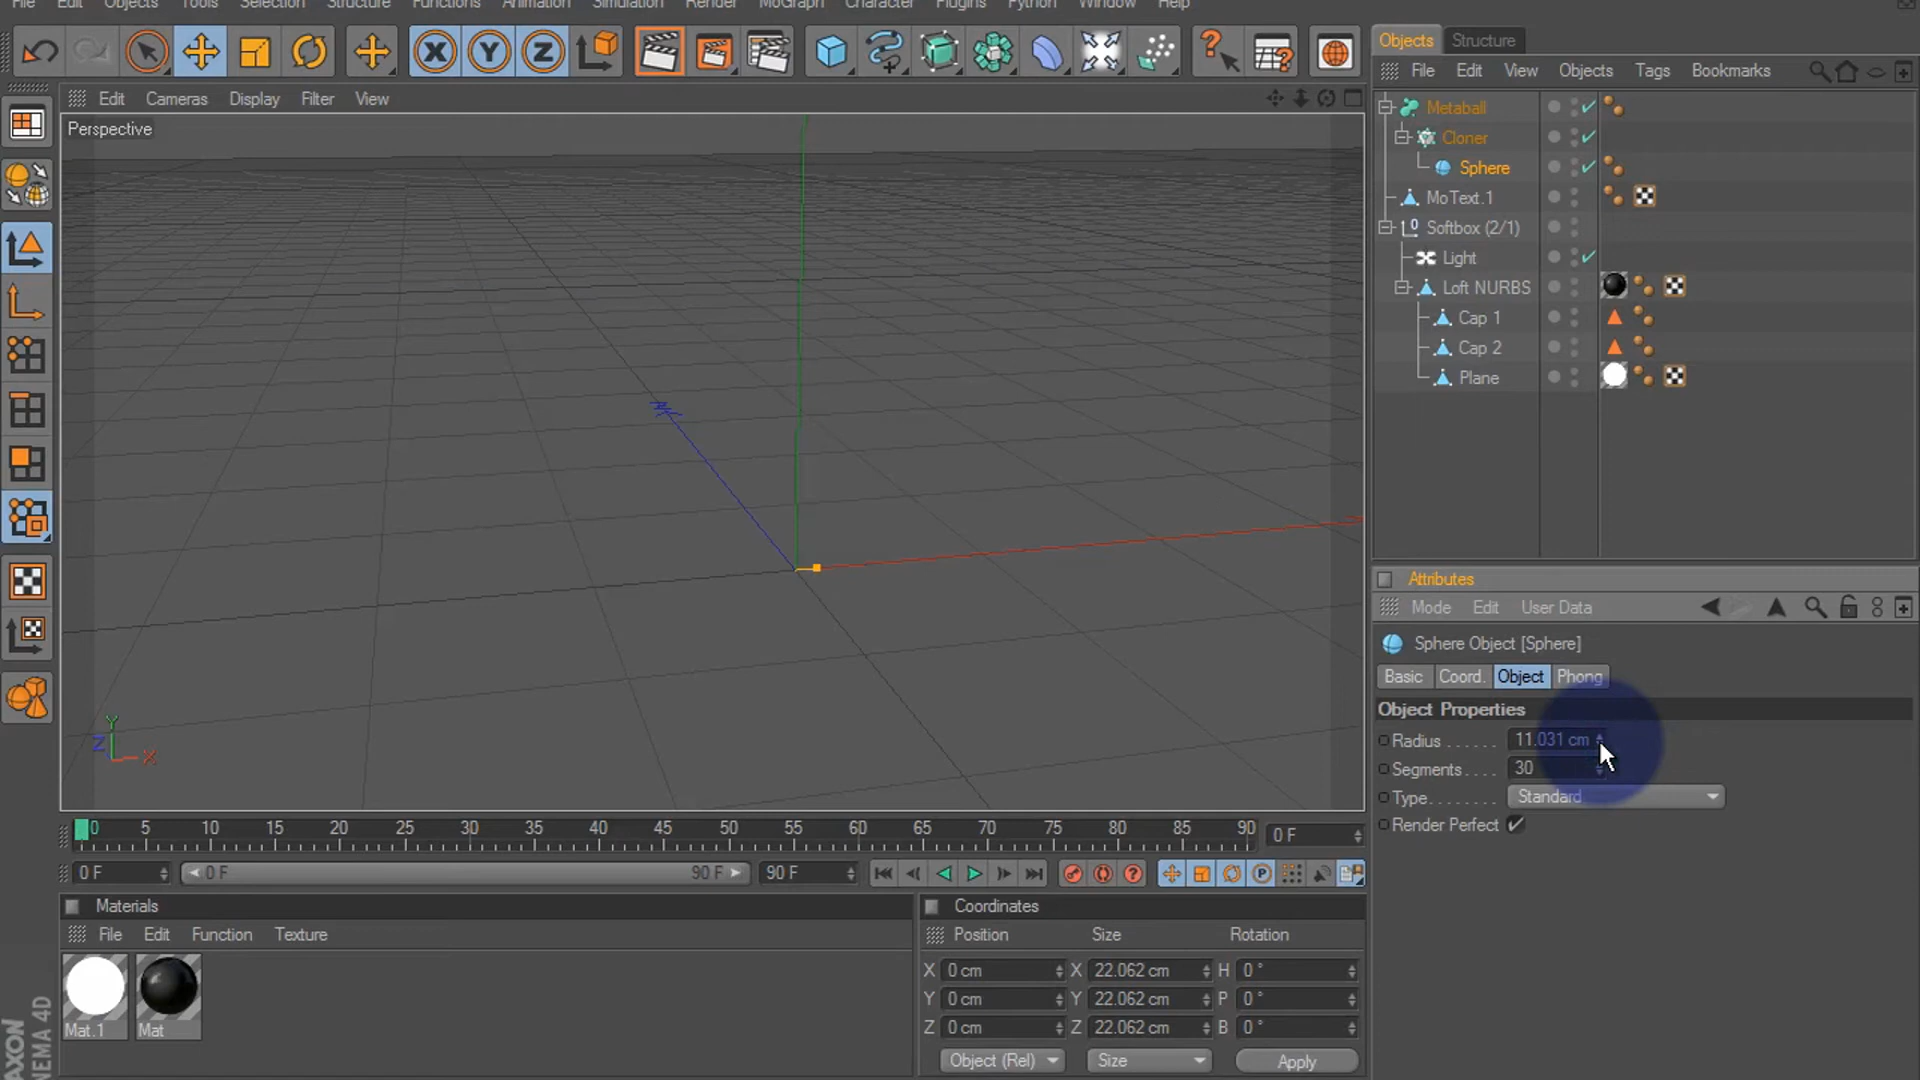 File Edit Objects Tools Selection Structure Functions Animation Simulation Render MoGraph Character Plugins Python Window Help
X Y Z
Edit Cameras Display Filter View
Perspective
Z
Y
Z X
0 5 10 15 20 25 30 35 40 45 50 55 60 65 70 75 80 85 90 0 F
0 F 0 F 90 F 90 F
Materials
File Edit Function Texture
Mat.1 Mat
MAXON
CINEMA 4D
Coordinates
Position Size Rotation
X 0 cm X 22.062 cm H 0 °
Y 0 cm Y 22.062 cm P 0 °
Z 0 cm Z 22.062 cm B 0 °
Object (Rel) Size Apply
Objects Structure
File Edit View Objects Tags Bookmarks
Metaball
Cloner
Sphere
MoText.1
Softbox (2/1)
Light
Loft NURBS
Cap 1
Cap 2
Plane
Attributes
Mode Edit User Data
Sphere Object [Sphere]
Basic Coord. Object Phong
Object Properties
Radius . . . . . . 11.031 cm
Segments . . . . 30
Type . . . . . . . . Standard
Render Perfect